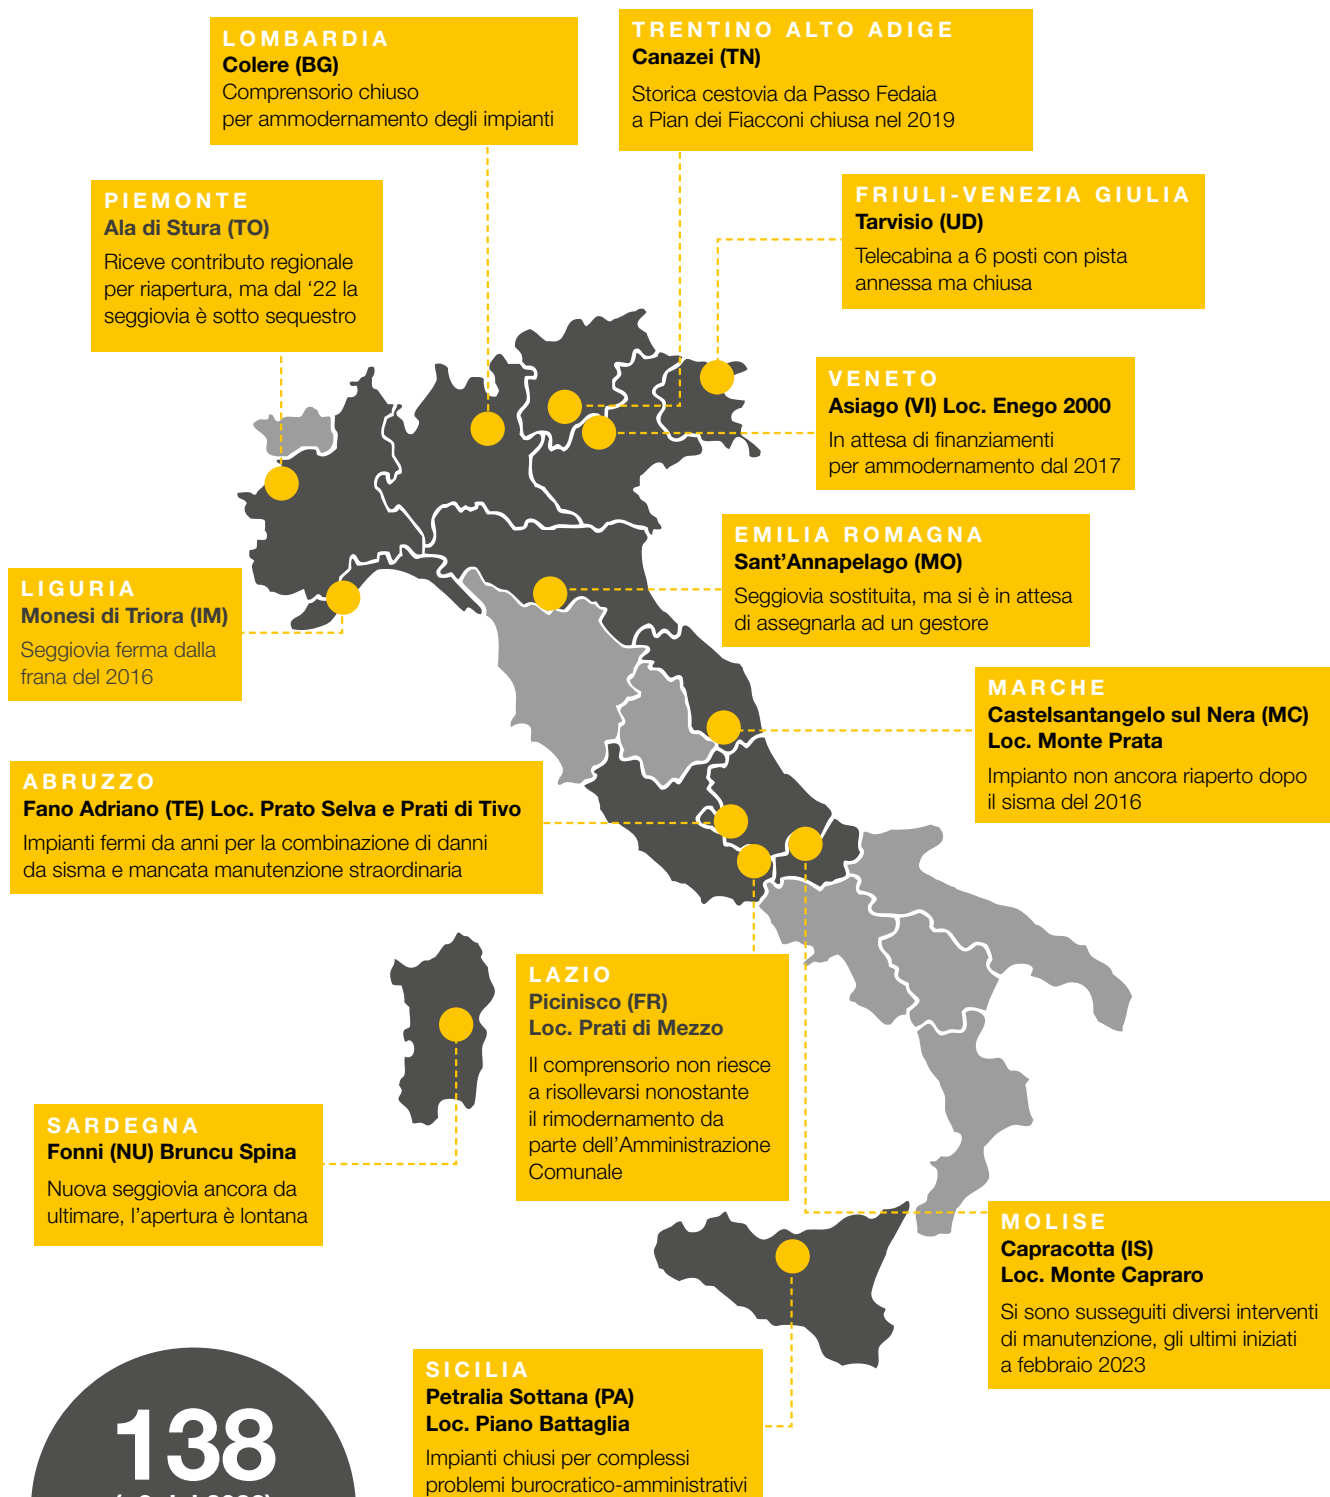 LOMBARDIA
Colere (BG)
Comprensorio chiuso
per ammodernamento degli impianti
TRENTINO ALTO ADIGE
Canazei (TN)
Storica cestovia da Passo Fedaia
a Pian dei Fiacconi chiusa nel 2019
PIEMONTE
Ala di Stura (TO)
Riceve contributo regionale
per riapertura, ma dal ‘22 la
seggiovia è sotto sequestro
FRIULI-VENEZIA GIULIA
Tarvisio (UD)
Telecabina a 6 posti con pista
annessa ma chiusa
VENETO
Asiago (VI) Loc. Enego 2000
In attesa di finanziamenti
per ammodernamento dal 2017
EMILIA ROMAGNA
Sant’Annapelago (MO)
Seggiovia sostituita, ma si è in attesa
di assegnarla ad un gestore
LIGURIA
Monesi di Triora (IM)
Seggiovia ferma dalla
frana del 2016
MARCHE
Castelsantangelo sul Nera (MC)
Loc. Monte Prata
Impianto non ancora riaperto dopo
il sisma del 2016
ABRUZZO
Fano Adriano (TE) Loc. Prato Selva e Prati di Tivo
Impianti fermi da anni per la combinazione di danni
da sisma e mancata manutenzione straordinaria
LAZIO
Picinisco (FR)
Loc. Prati di Mezzo
Il comprensorio non riesce
a risollevarsi nonostante
il rimodernamento da
parte dell’Amministrazione
Comunale
SARDEGNA
Fonni (NU) Bruncu Spina
Nuova seggiovia ancora da
ultimare, l’apertura è lontana
MOLISE
Capracotta (IS)
Loc. Monte Capraro
Si sono susseguiti diversi interventi
di manutenzione, gli ultimi iniziati
a febbraio 2023
SICILIA
Petralia Sottana (PA)
Loc. Piano Battaglia
Impianti chiusi per complessi
problemi burocratico-amministrativi
138